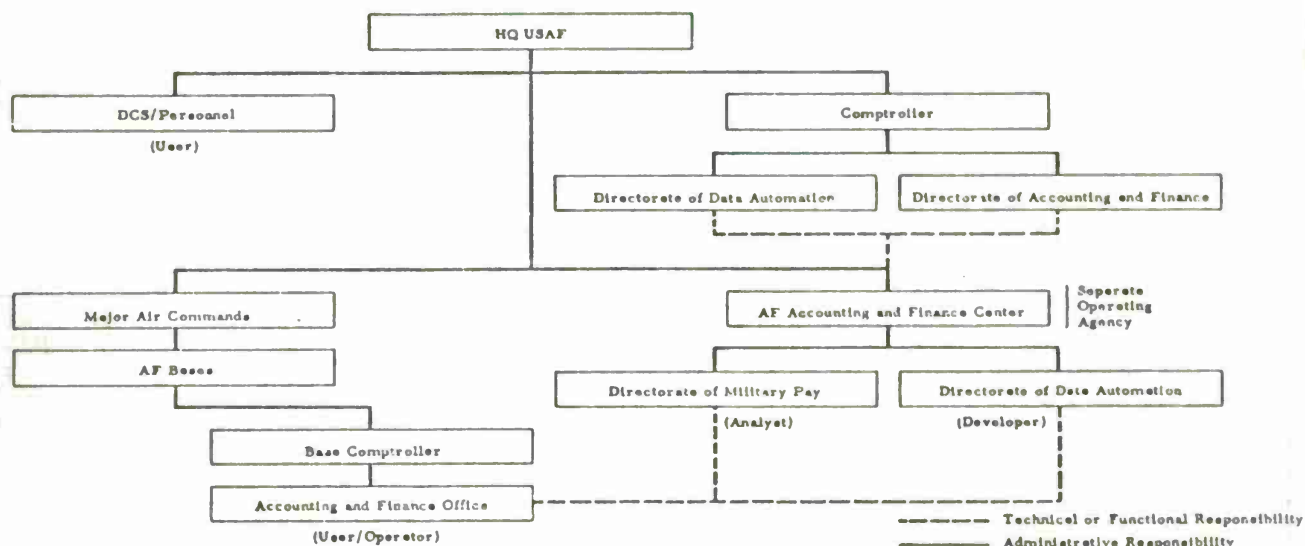 HQ USAF
DCS/Personnel
(User)
Comptroller
Directorate of Data Automation
Directorate of Accounting and Finance
Major Air Commands
AF Accounting and Finance Center
Separate
Operating
Agency
AF Bases
Directorate of Military Pay
(Analyst)
Directorate of Data Automation
(Developer)
Base Comptroller
Accounting and Finance Office
(User/Operator)
Technical or Functional Responsibility
Administrative Responsibility